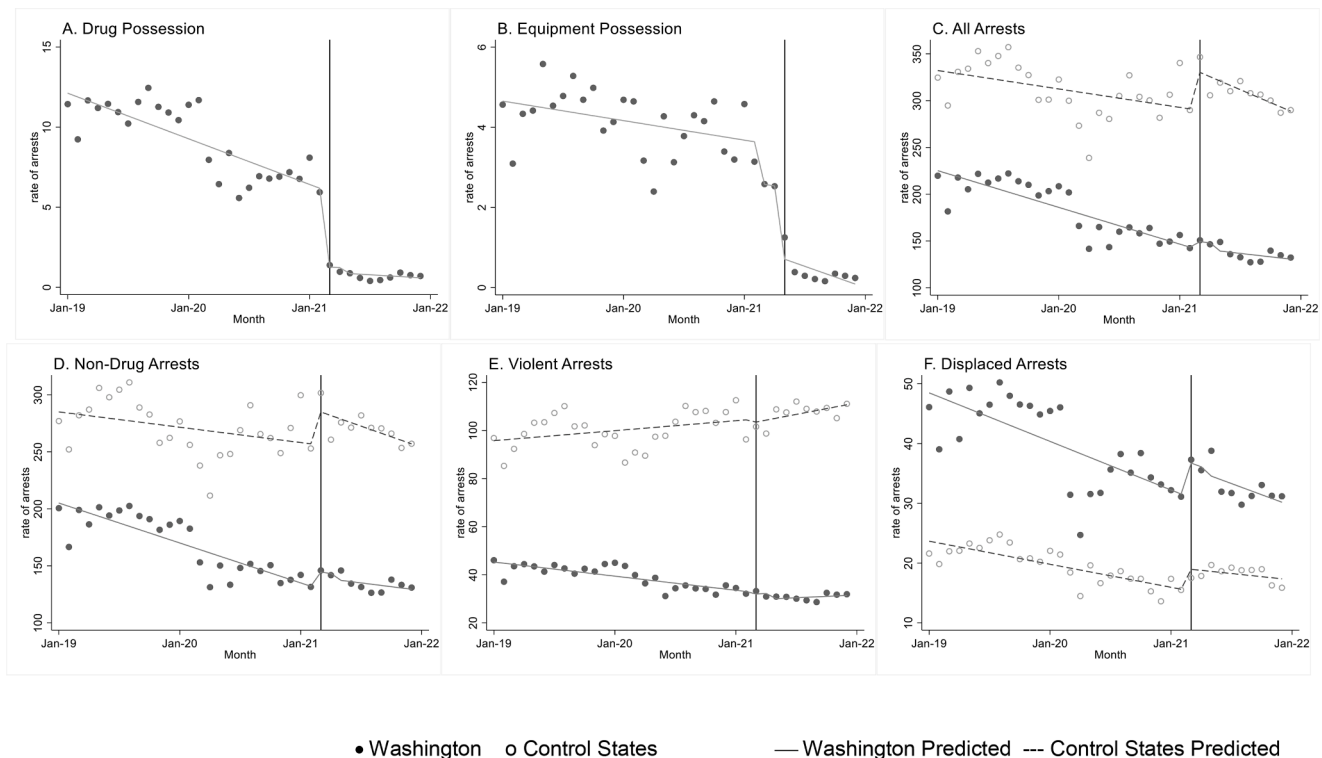 A. Drug Possession
rate of arrests
15
10
5
0
Jan-19
Jan-20
Jan-21
Jan-22
Month
B. Equipment Possession
rate of arrests
6
4
2
0
Jan-19
Jan-20
Jan-21
Jan-22
Month
C. All Arrests
rate of arrests
350
300
250
200
150
100
Jan-19
Jan-20
Jan-21
Jan-22
Month
D. Non-Drug Arrests
rate of arrests
300
250
200
150
100
Jan-19
Jan-20
Jan-21
Jan-22
Month
E. Violent Arrests
rate of arrests
120
100
80
60
40
20
Jan-19
Jan-20
Jan-21
Jan-22
Month
F. Displaced Arrests
rate of arrests
50
40
30
20
10
Jan-19
Jan-20
Jan-21
Jan-22
Month
Washington
Control States
Washington Predicted
Control States Predicted